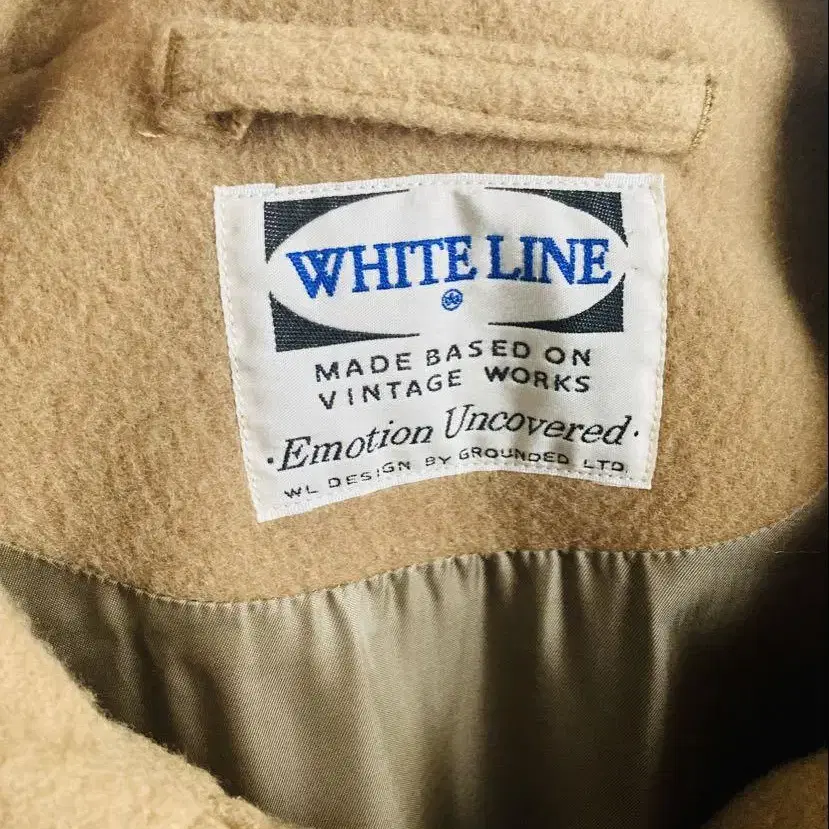 WHITE LINE
MADE BASED ON
VINTAGE WORKS
·Emotion Uncovered·
WL DESIGN BY GROUNDED LTD.